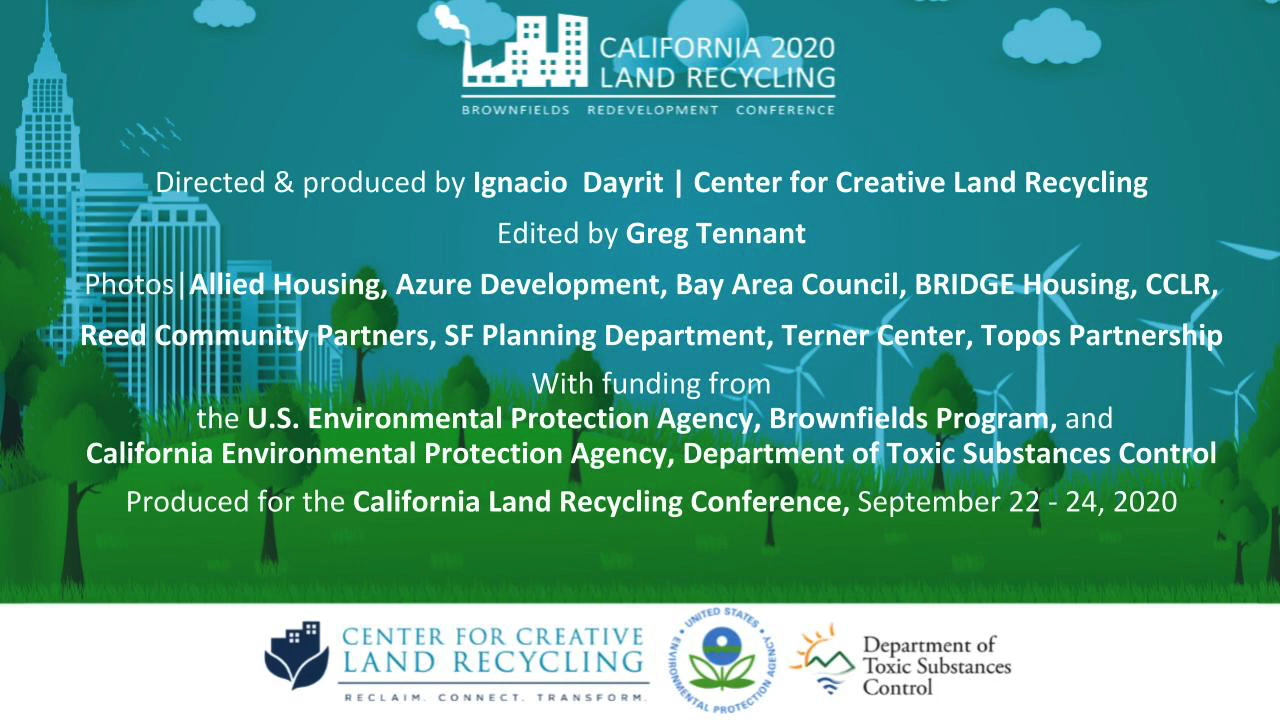 CALIFORNIA 2020
LAND RECYCLING
BROWNFIELDS REDEVELOPMENT CONFERENCE
Directed & produced by Ignacio Dayrit | Center for Creative Land Recycling
Edited by Greg Tennant
Photos|Allied Housing, Azure Development, Bay Area Council, BRIDGE Housing, CCLR,
Reed Community Partners, SF Planning Department, Terner Center, Topos Partnership
With funding from
the U.S. Environmental Protection Agency, Brownfields Program, and
California Environmental Protection Agency, Department of Toxic Substances Control
Produced for the California Land Recycling Conference, September 22 - 24, 2020
CENTER FOR CREATIVE
LAND RECYCLING
RECLAIM. CONNECT. TRANSFORM.
UNITED STATES
ENVIRONMENTAL PROTECTION AGENCY
Department of
Toxic Substances
Control